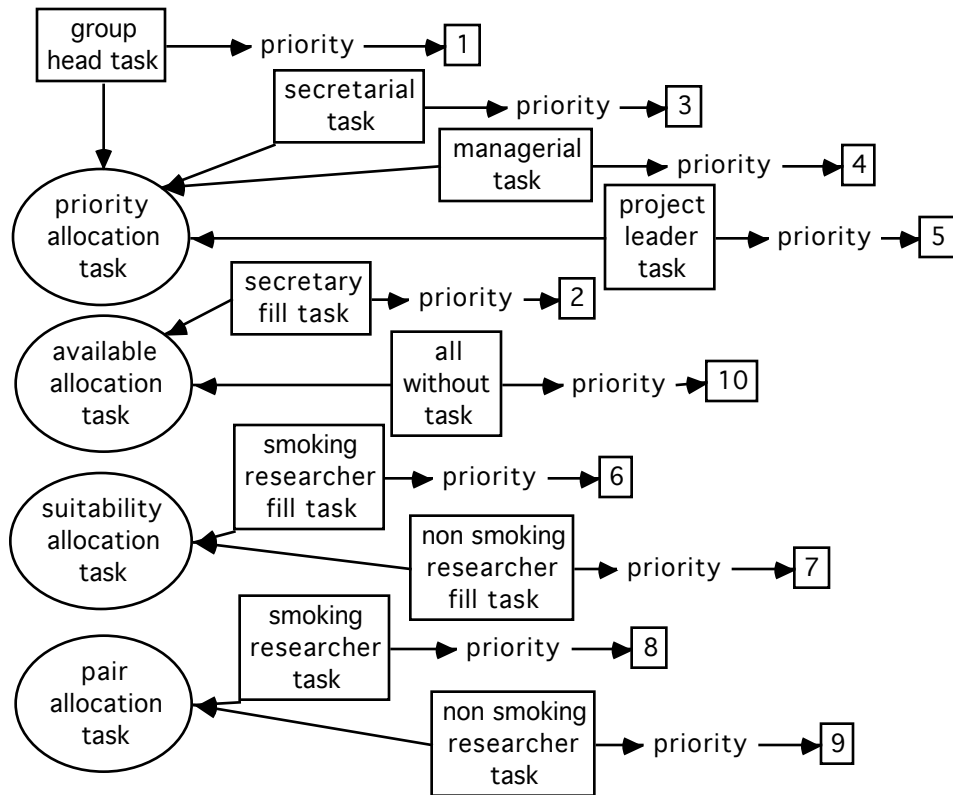 group
head task
priority
1
secretarial
task
priority
3
managerial
task
priority
4
priority
allocation
task
project
leader
task
priority
5
secretary
fill task
priority
2
available
allocation
task
all
without
task
priority
10
smoking
researcher
fill task
priority
6
suitability
allocation
task
non smoking
researcher
fill task
priority
7
smoking
researcher
task
priority
8
pair
allocation
task
non smoking
researcher
task
priority
9